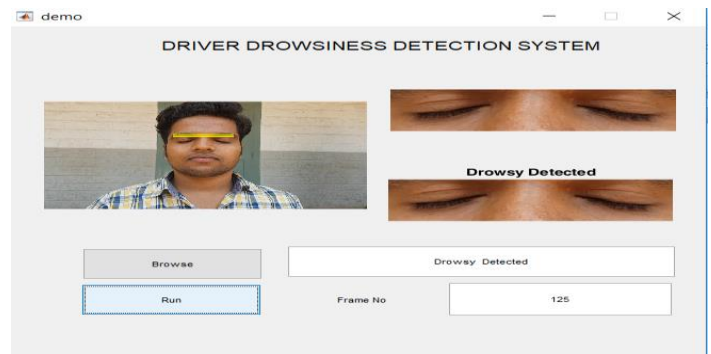 demo
DRIVER DROWSINESS DETECTION SYSTEM
Drowsy Detected
Browse
Drowsy Detected
Run
Frame No
125